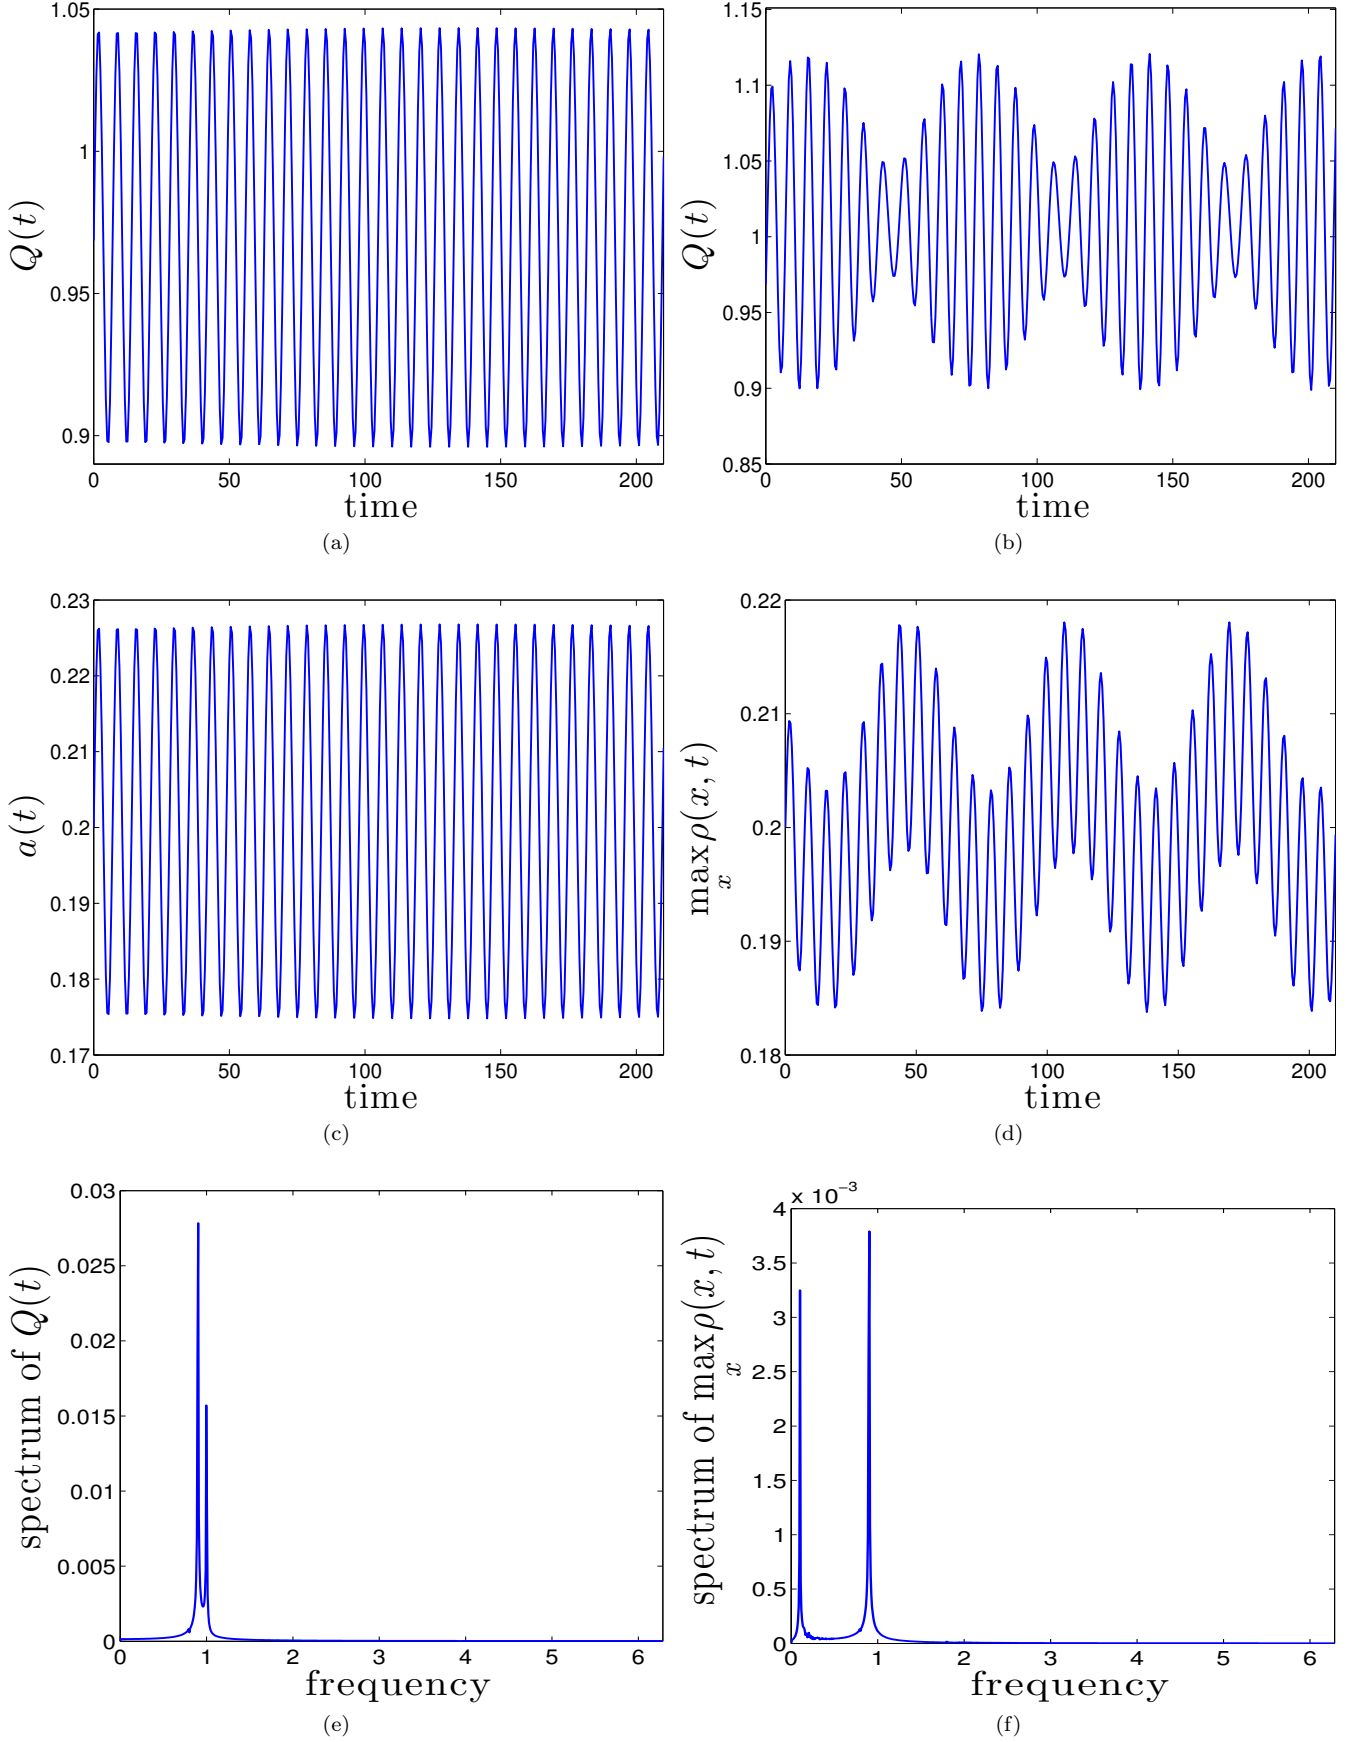 1.05
1
0.95
0.9
Q(t)
0 50 100 150 200
time
(a)
1.15
1.1
1.05
1
0.95
0.9
0.85
Q(t)
0 50 100 150 200
time
(b)
0.23
0.22
0.21
0.2
0.19
0.18
0.17
a(t)
0 50 100 150 200
time
(c)
0.22
0.21
0.2
0.19
0.18
max ρ(x, t)
x
0 50 100 150 200
time
(d)
0.03
0.025
0.02
0.015
0.01
0.005
0
spectrum of Q(t)
0 1 2 3 4 5 6
frequency
(e)
x 10⁻³
4
3.5
3
2.5
2
1.5
1
0.5
0
spectrum of max ρ(x, t)
x
0 1 2 3 4 5 6
frequency
(f)